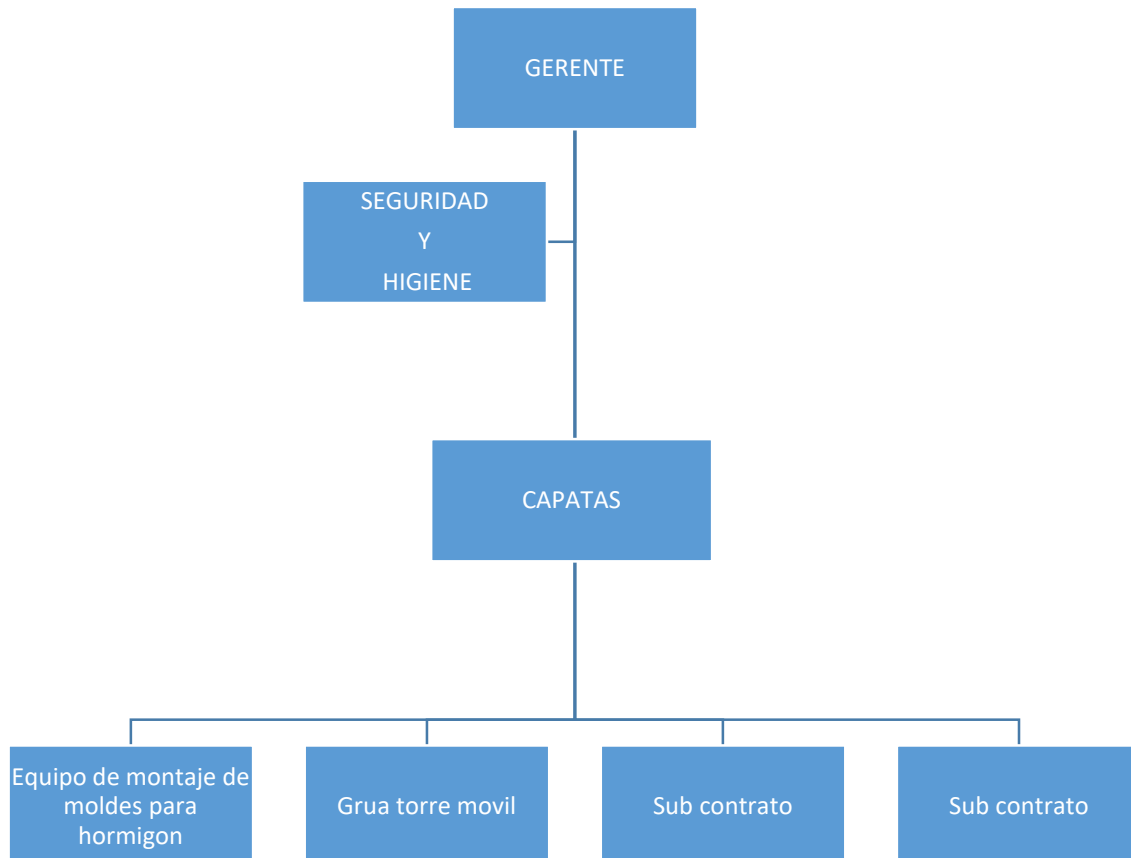 GERENTE
SEGURIDAD
Y
HIGIENE
CAPATAS
Equipo de montaje de
moldes para
hormigon
Grua torre movil
Sub contrato
Sub contrato